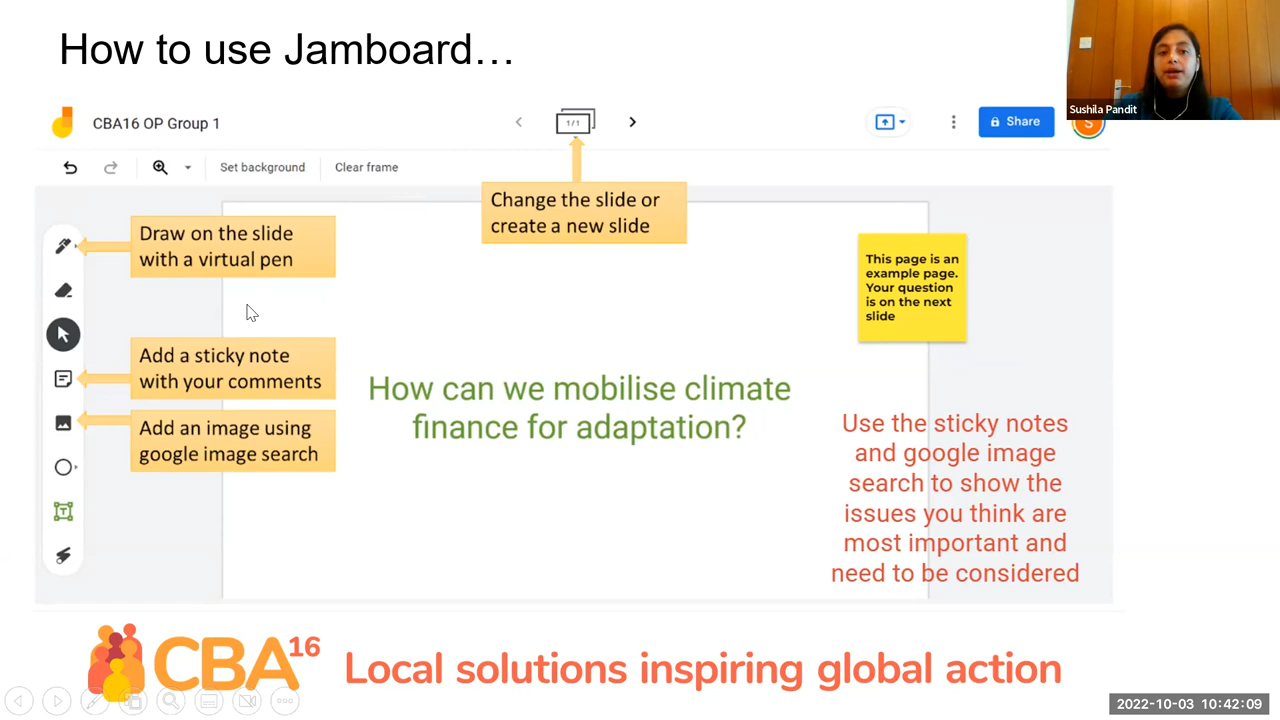 How to use Jamboard...
Sushila Pandit
CBA16 OP Group 1
1/1
Share
S
Set background
Clear frame
Change the slide or
create a new slide
Draw on the slide
with a virtual pen
This page is an
example page.
Your question
is on the next
slide
Add a sticky note
with your comments
Add an image using
google image search
How can we mobilise climate
finance for adaptation?
Use the sticky notes
and google image
search to show the
issues you think are
most important and
need to be considered
T
CBA16
Local solutions inspiring global action
2022-10-03 10:42:09